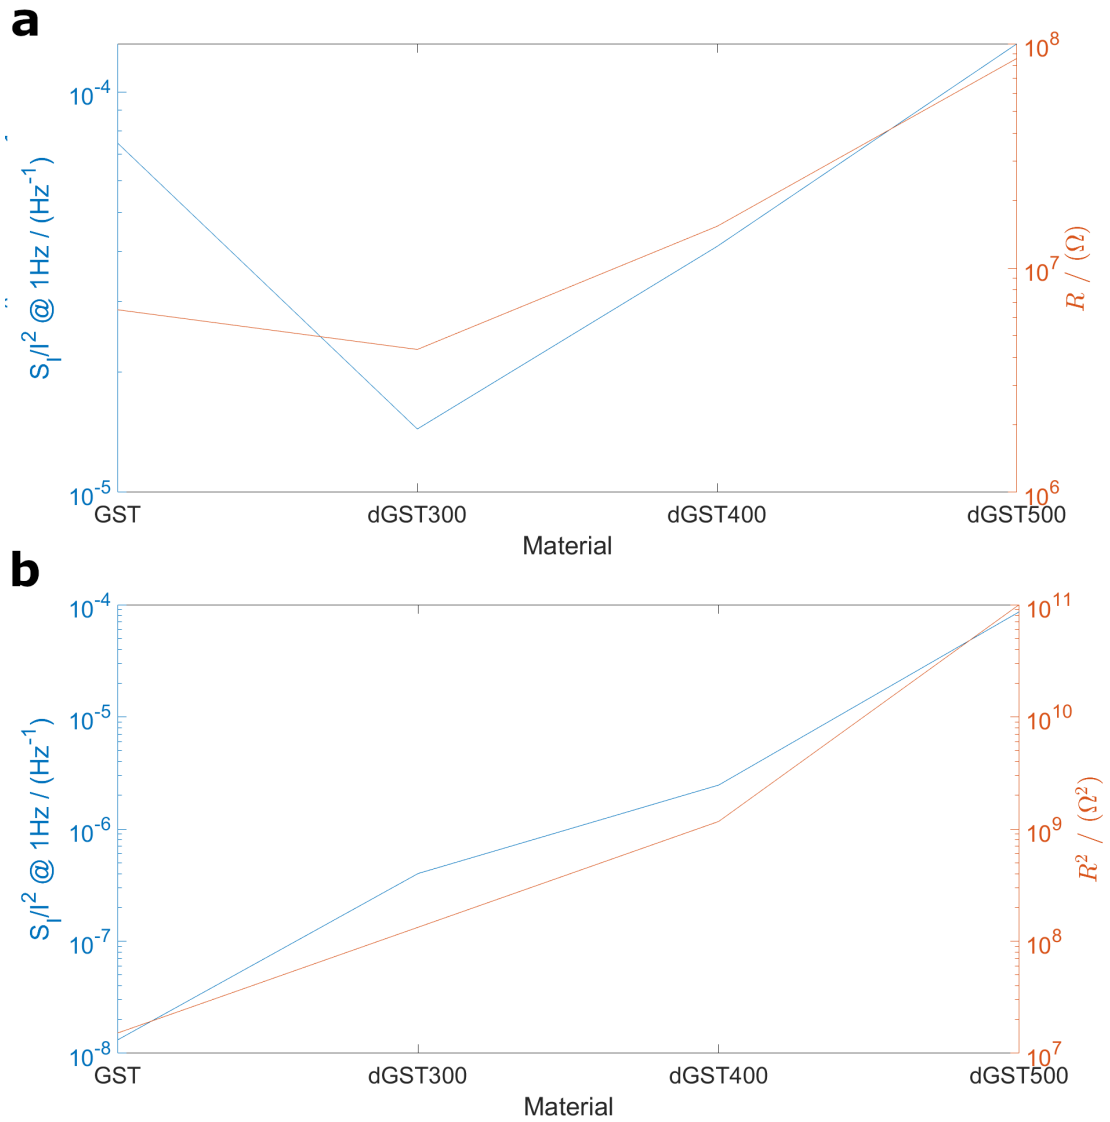 a
10^-4
10^-5
S_I/I^2 @ 1Hz / (Hz^-1)
10^8
10^7
10^6
R / (Ω)
GST dGST300 dGST400 dGST500
Material
b
10^-4
10^-5
10^-6
10^-7
10^-8
S_I/I^2 @ 1Hz / (Hz^-1)
10^11
10^10
10^9
10^8
10^7
R^2 / (Ω^2)
GST dGST300 dGST400 dGST500
Material